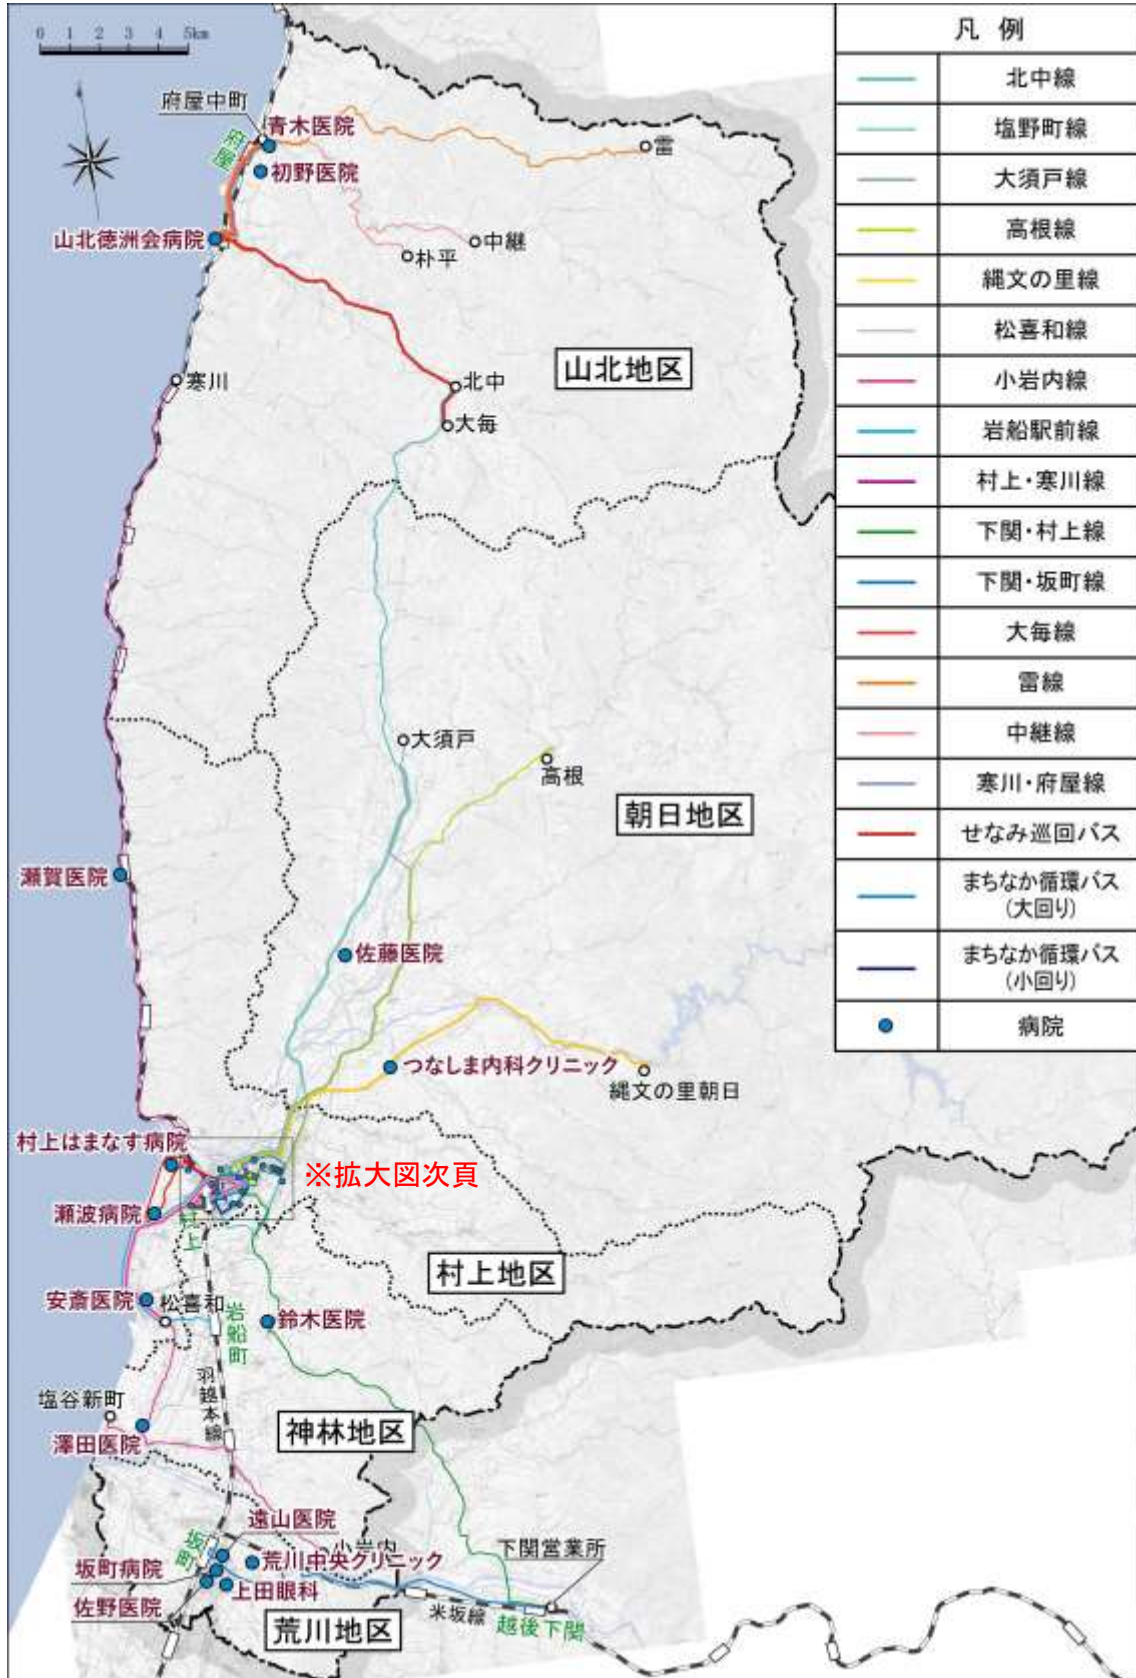 0 1 2 3 4 5km
凡 例
北中線
塩野町線
大須戸線
高根線
縄文の里線
松喜和線
小岩内線
岩船駅前線
村上・寒川線
下関・村上線
下関・坂町線
大毎線
雷線
中継線
寒川・府屋線
せなみ巡回バス
まちなか循環バス
(大回り)
まちなか循環バス
(小回り)
病院
府屋中町
青木医院
府屋
雷
初野医院
山北徳洲会病院
中継
朴平
山北地区
寒川
北中
大毎
大須戸
高根
朝日地区
瀬賀医院
佐藤医院
つなしま内科クリニック
縄文の里朝日
村上はまなす病院
※拡大図次頁
瀬波病院
村上
村上地区
安斎医院
松喜和
岩船町
鈴木医院
羽越本線
塩谷新町
澤田医院
神林地区
遠山医院
坂町
小岩内
下関営業所
坂町病院
荒川中央クリニック
上田眼科
佐野医院
米坂線
越後下関
荒川地区